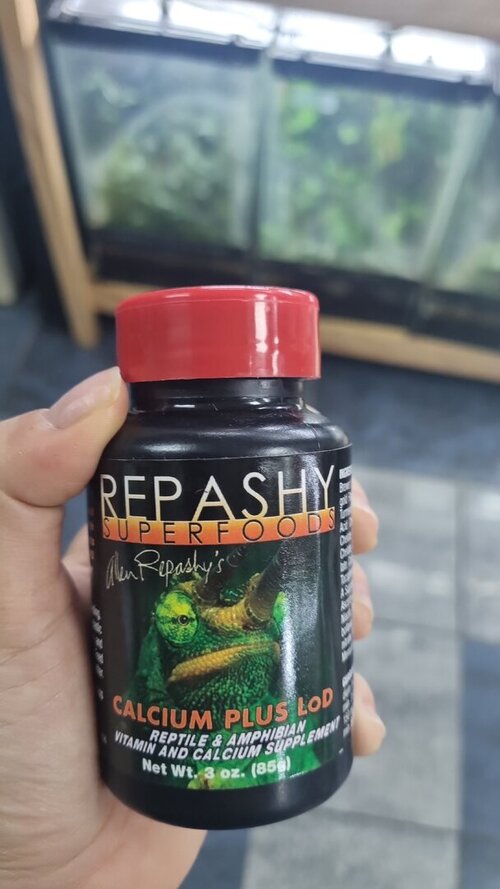 REPASHY
SUPERFOODS
Allen Repashy's
CALCIUM PLUS LoD
REPTILE & AMPHIBIAN
VITAMIN AND CALCIUM SUPPLEMENT
Net Wt. 3 oz. (85g)